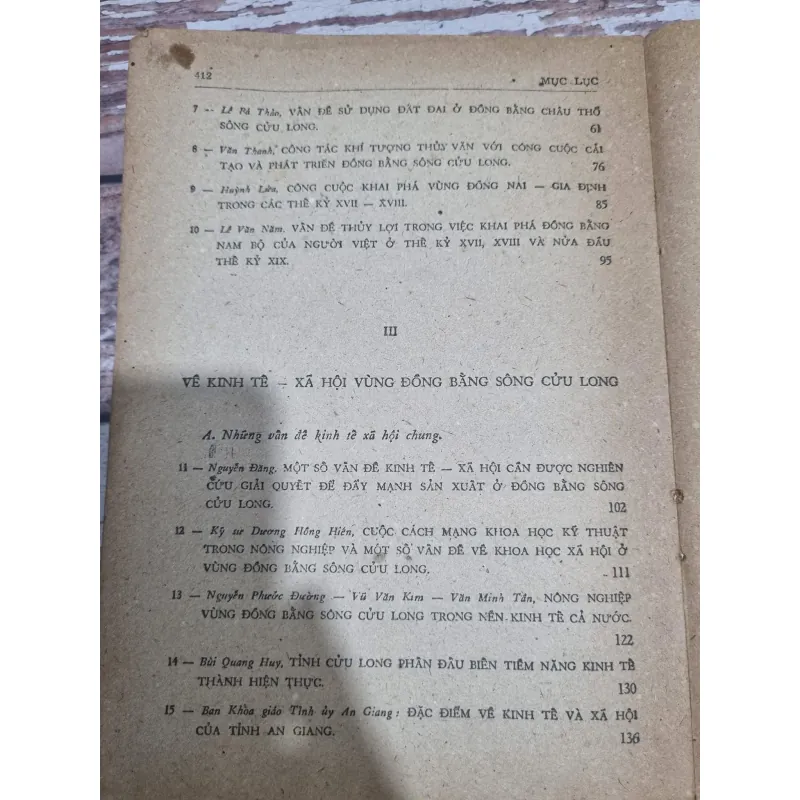 412 MỤC LỤC
7 — Lê Bá Thảo, VẤN ĐỀ SỬ DỤNG ĐẤT ĐAI Ở ĐỒNG BẰNG CHÂU THỔ
SÔNG CỬU LONG. 61
8 — Văn Thanh, CÔNG TÁC KHÍ TƯỢNG THỦY VĂN VỚI CÔNG CUỘC CẢI
TẠO VÀ PHÁT TRIỂN ĐỒNG BẰNG SÔNG CỬU LONG. 76
9 — Huỳnh Lứa, CÔNG CUỘC KHAI PHÁ VÙNG ĐỒNG NAI — GIA ĐỊNH
TRONG CÁC THẾ KỶ XVII — XVIII. 85
10 — Lê Văn Năm, VẤN ĐỀ THỦY LỢI TRONG VIỆC KHAI PHÁ ĐỒNG BẰNG
NAM BỘ CỦA NGƯỜI VIỆT Ở THẾ KỶ XVII, XVIII VÀ NỬA ĐẦU
THẾ KỶ XIX. 95
III
VỀ KINH TẾ — XÃ HỘI VÙNG ĐỒNG BẰNG SÔNG CỬU LONG
A. Những vấn đề kinh tế xã hội chung.
11 — Nguyễn Đăng, MỘT SỐ VẤN ĐỀ KINH TẾ — XÃ HỘI CẦN ĐƯỢC NGHIÊN
CỨU GIẢI QUYẾT ĐỂ ĐẨY MẠNH SẢN XUẤT Ở ĐỒNG BẰNG SÔNG
CỬU LONG. 102
12 — Kỹ sư Dương Hồng Hiên, CUỘC CÁCH MẠNG KHOA HỌC KỸ THUẬT
TRONG NÔNG NGHIỆP VÀ MỘT SỐ VẤN ĐỀ VỀ KHOA HỌC XÃ HỘI Ở
VÙNG ĐỒNG BẰNG SÔNG CỬU LONG. 111
13 — Nguyễn Phước Đường — Vũ Văn Kim — Văn Minh Tấn, NÔNG NGHIỆP
VÙNG ĐỒNG BẰNG SÔNG CỬU LONG TRONG NỀN KINH TẾ CẢ NƯỚC.
122
14 — Bùi Quang Huy, TỈNH CỬU LONG PHẤN ĐẤU BIẾN TIỀM NĂNG KINH TẾ
THÀNH HIỆN THỰC. 130
15 — Ban Khoa giáo Tỉnh ủy An Giang: ĐẶC ĐIỂM VỀ KINH TẾ VÀ XÃ HỘI
CỦA TỈNH AN GIANG. 136